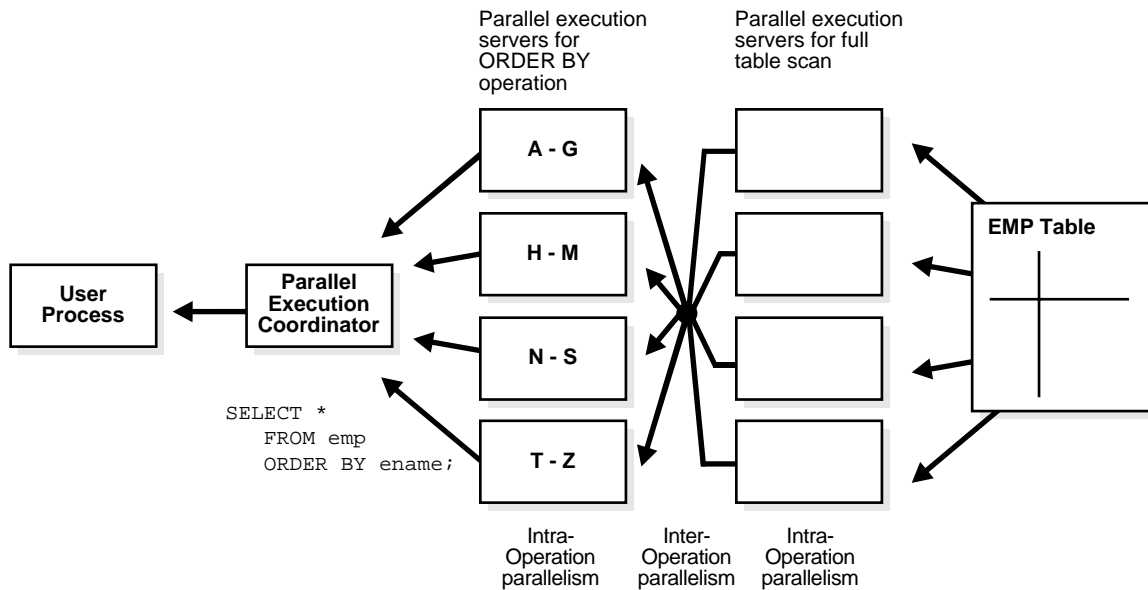 Parallel execution
servers for
ORDER BY
operation
Parallel execution
servers for full
table scan
A - G
H - M
N - S
T - Z
EMP Table
User
Process
Parallel
Execution
Coordinator
SELECT *
FROM emp
ORDER BY ename;
Intra-
Operation
parallelism
Inter-
Operation
parallelism
Intra-
Operation
parallelism